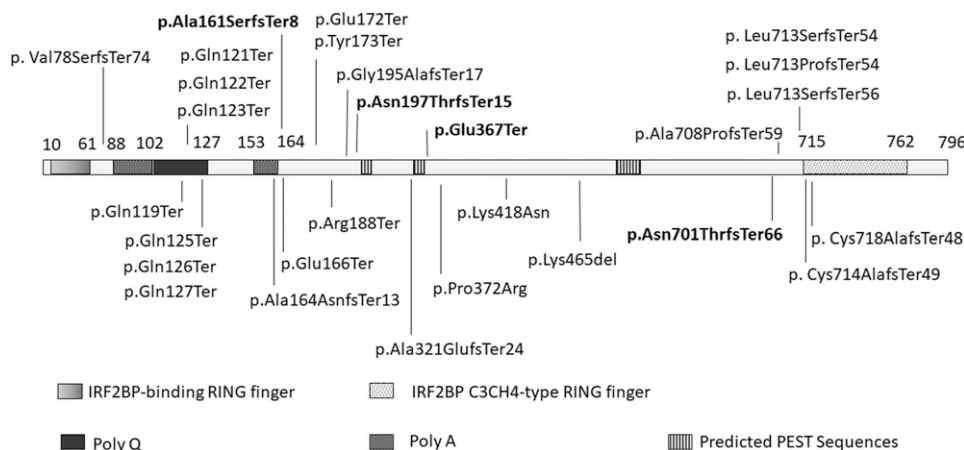 p.Ala161SerfsTer8
p.Glu172Ter
p.Tyr173Ter
p. Leu713SerfsTer54
p. Leu713ProfsTer54
p. Leu713SerfsTer56
p. Val78SerfsTer74
p.Gln121Ter
p.Gln122Ter
p.Gln123Ter
p.Gly195AlafsTer17
p.Asn197ThrfsTer15
p.Glu367Ter
p.Ala708ProfsTer59
10 61 88 102 127 153 164 715 762 796
p.Gln119Ter
p.Gln125Ter
p.Gln126Ter
p.Gln127Ter
p.Arg188Ter
p.Glu166Ter
p.Ala164AsnfsTer13
p.Lys418Asn
p.Lys465del
p.Pro372Arg
p.Ala321GlufsTer24
p.Asn701ThrfsTer66
p. Cys718AlafsTer48
p. Cys714AlafsTer49
IRF2BP-binding RING finger
IRF2BP C3CH4-type RING finger
Poly Q
Poly A
Predicted PEST Sequences